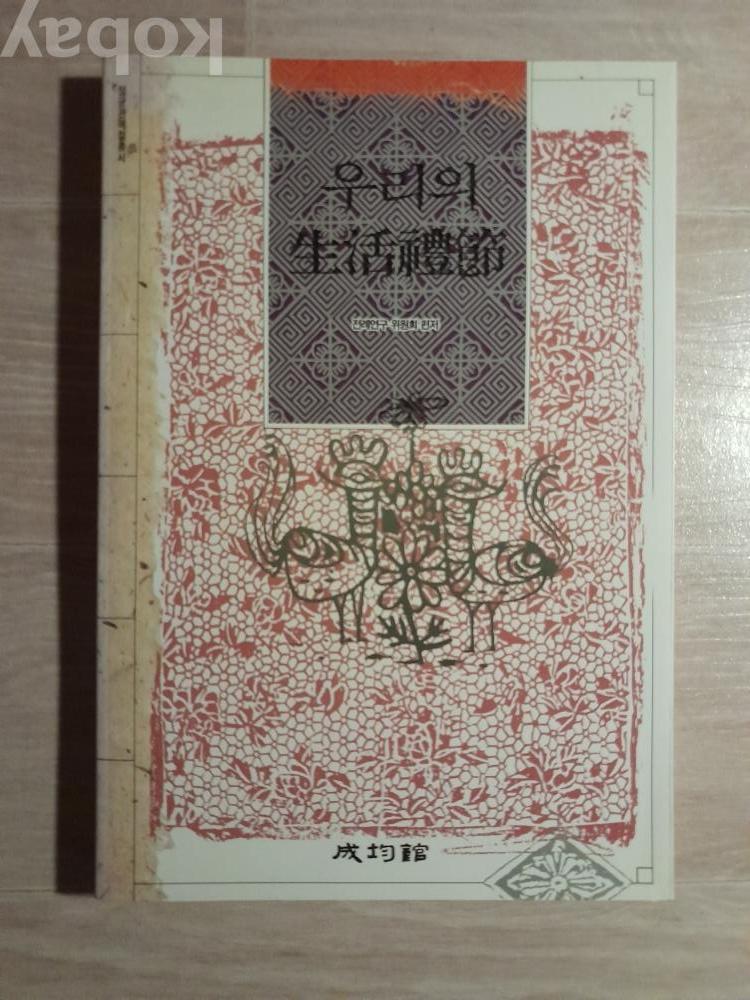 kobay
우리의
生活禮節
전례연구 위원회 편저
成均館